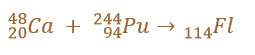 ⁴⁸₂₀Ca + ²⁴⁴₉₄Pu → ₁₁₄Fl